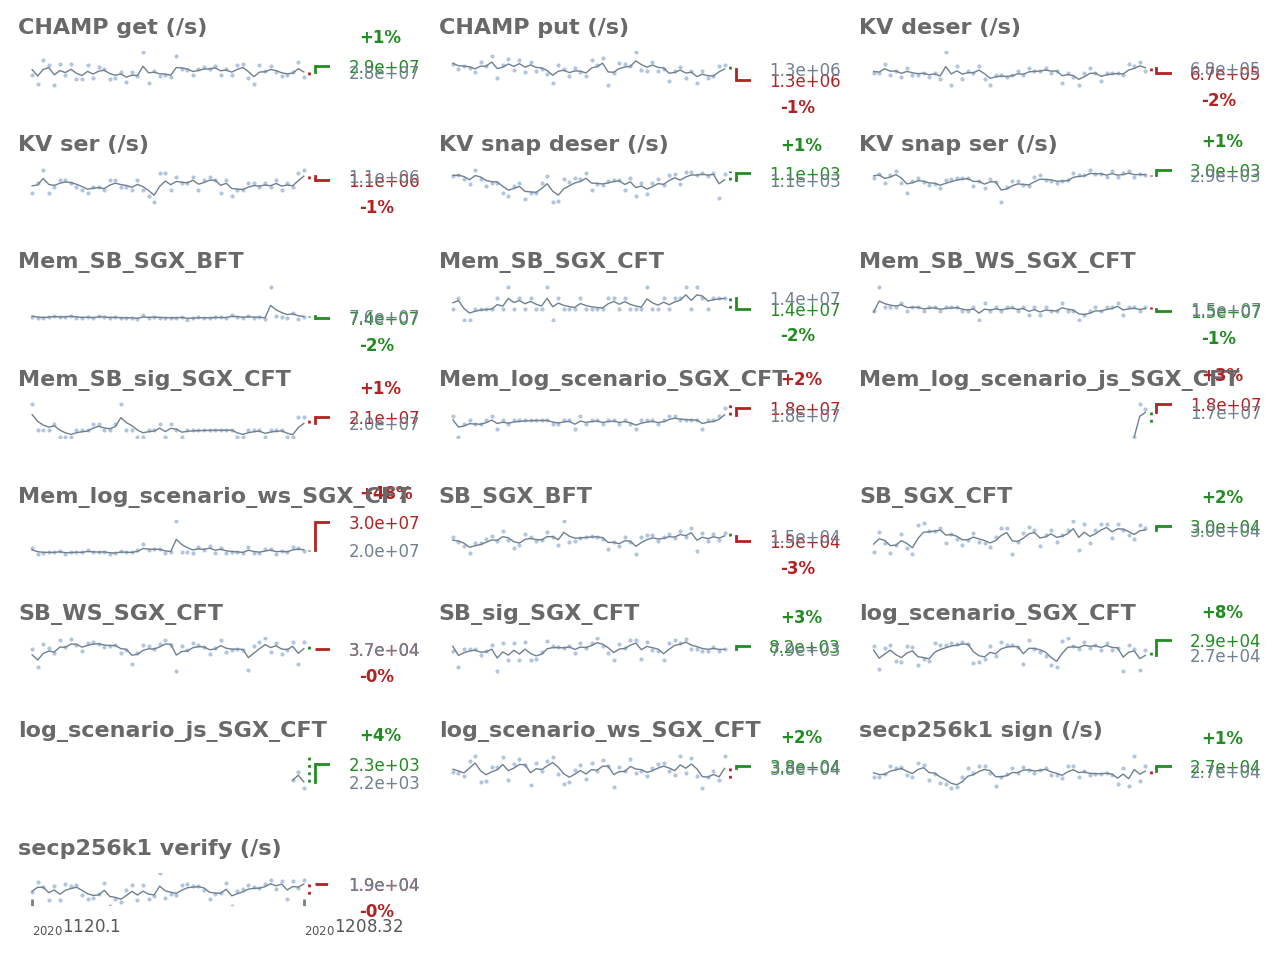 CHAMP get (/s)
+1%
2.9e+07
2.8e+07
CHAMP put (/s)
1.3e+06
1.3e+06
-1%
KV deser (/s)
6.8e+05
6.7e+05
-2%
KV ser (/s)
1.1e+06
1.1e+06
-1%
KV snap deser (/s)
+1%
1.1e+03
1.1e+03
KV snap ser (/s)
+1%
3.0e+03
2.9e+03
Mem_SB_SGX_BFT
7.4e+07
-2%
Mem_SB_SGX_CFT
1.4e+07
1.4e+07
-2%
Mem_SB_WS_SGX_CFT
1.5e+07
1.5e+07
-1%
Mem_SB_sig_SGX_CFT
+1%
2.1e+07
2.0e+07
Mem_log_scenario_SGX_CFT
+2%
1.8e+07
1.8e+07
Mem_log_scenario_js_SGX_CFT
+3%
1.8e+07
1.7e+07
Mem_log_scenario_ws_SGX_CFT
+48%
3.0e+07
2.0e+07
SB_SGX_BFT
1.5e+04
1.5e+04
-3%
SB_SGX_CFT
+2%
3.0e+04
3.0e+04
SB_WS_SGX_CFT
3.7e+04
-0%
SB_sig_SGX_CFT
+3%
8.2e+03
7.9e+03
log_scenario_SGX_CFT
+8%
2.9e+04
2.7e+04
log_scenario_js_SGX_CFT
+4%
2.3e+03
2.2e+03
log_scenario_ws_SGX_CFT
+2%
3.8e+04
secp256k1 sign (/s)
+1%
2.7e+04
2.7e+04
secp256k1 verify (/s)
1.9e+04
-0%
2020 1120.1
2020 1208.32